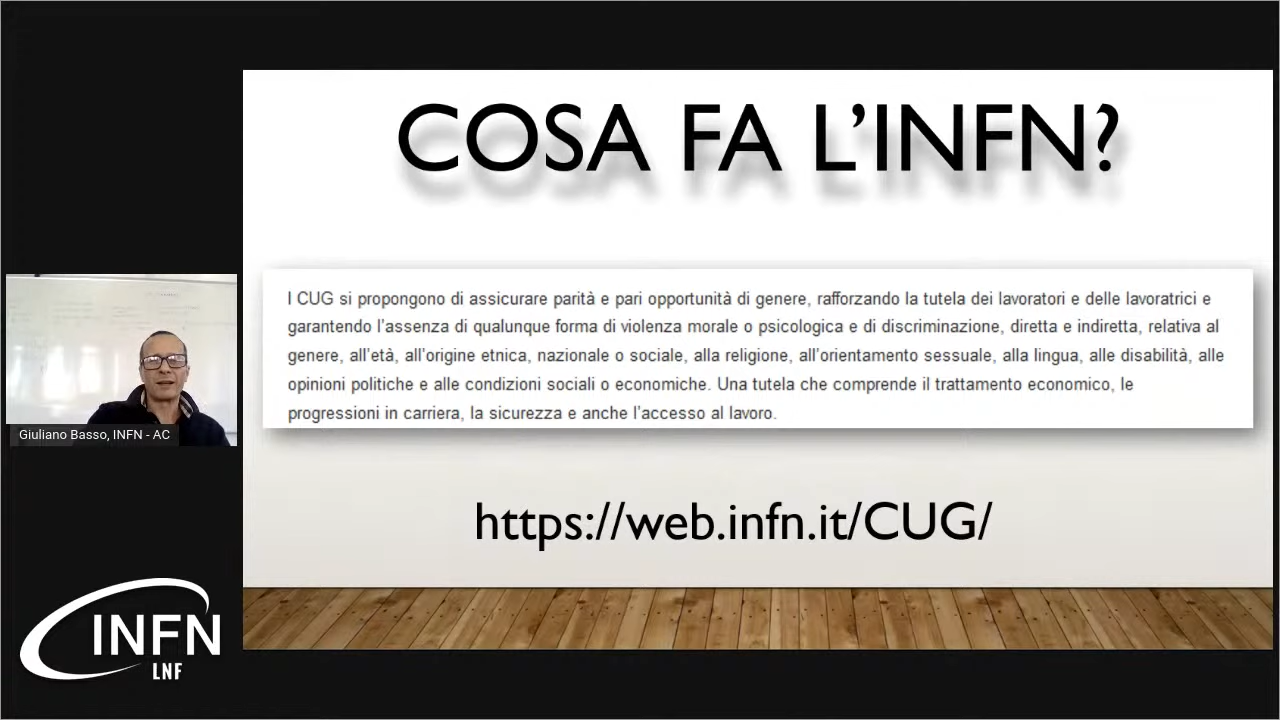 COSA FA L’INFN?
I CUG si propongono di assicurare parità e pari opportunità di genere, rafforzando la tutela dei lavoratori e delle lavoratrici e
garantendo l’assenza di qualunque forma di violenza morale o psicologica e di discriminazione, diretta e indiretta, relativa al
genere, all’età, all’origine etnica, nazionale o sociale, alla religione, all’orientamento sessuale, alla lingua, alle disabilità, alle
opinioni politiche e alle condizioni sociali o economiche. Una tutela che comprende il trattamento economico, le
progressioni in carriera, la sicurezza e anche l’accesso al lavoro.
https://web.infn.it/CUG/
Giuliano Basso, INFN - AC
INFN
LNF